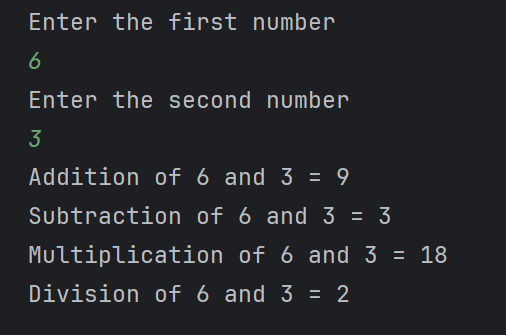 Enter the first number
6
Enter the second number
3
Addition of 6 and 3 = 9
Subtraction of 6 and 3 = 3
Multiplication of 6 and 3 = 18
Division of 6 and 3 = 2